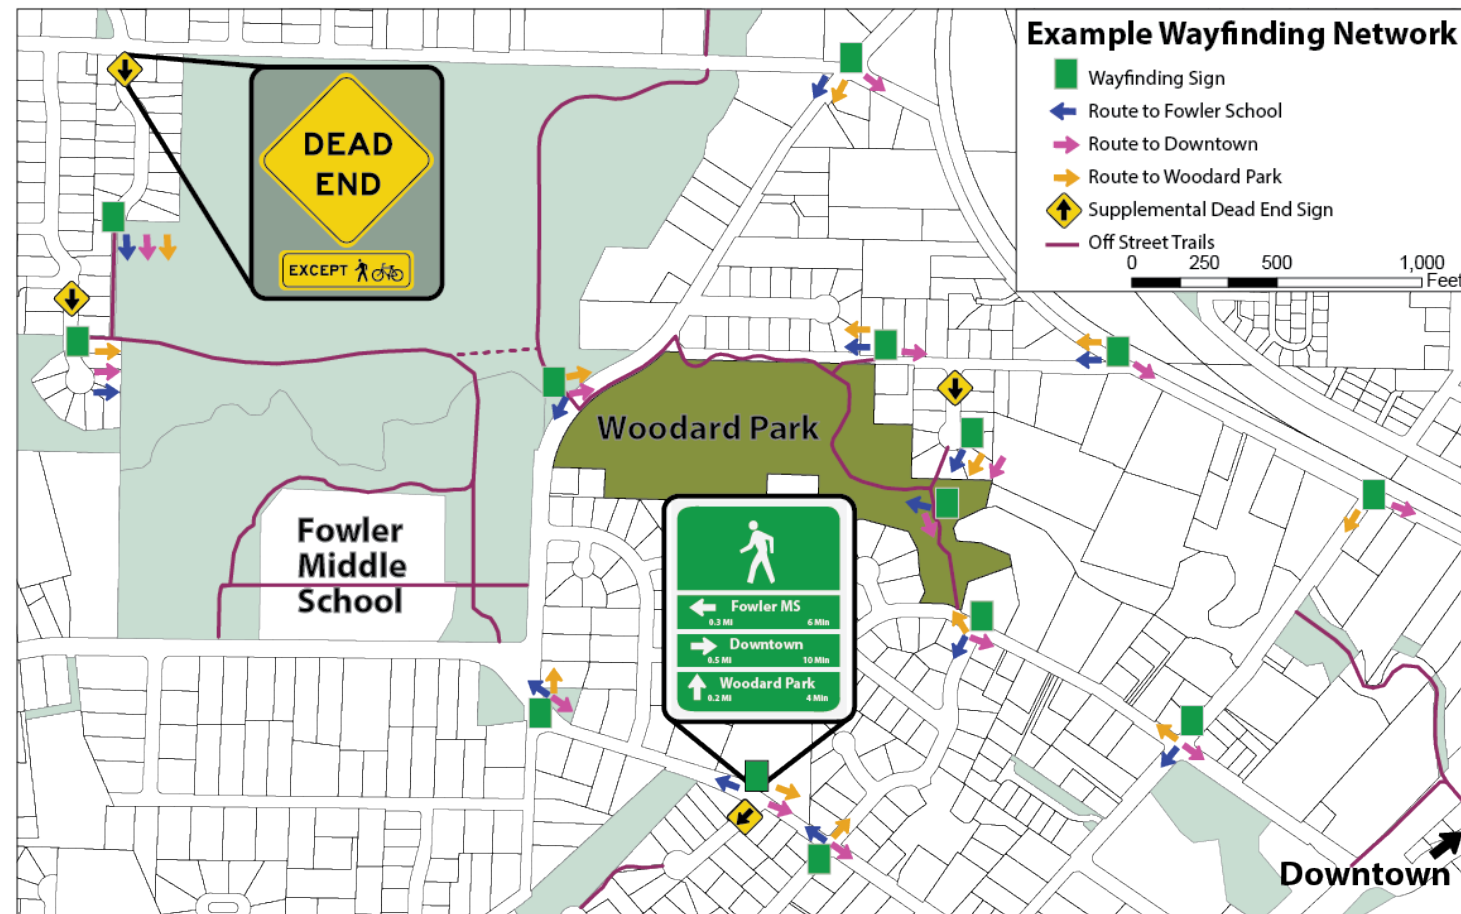 Example Wayfinding Network
Wayfinding Sign
Route to Fowler School
Route to Downtown
Route to Woodard Park
Supplemental Dead End Sign
Off Street Trails
0 250 500 1,000
Feet
DEAD
END
EXCEPT
Woodard Park
Fowler
Middle
School
Fowler MS
0.3 Mi 6 Min
Downtown
0.5 Mi 10 Min
Woodard Park
0.2 Mi 4 Min
Downtown